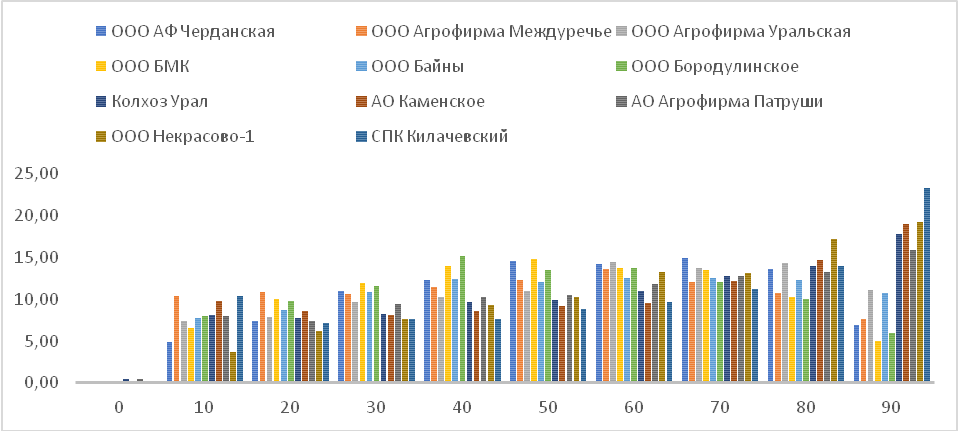 ООО АФ Черданская ООО Агрофирма Междуречье ООО Агрофирма Уральская
ООО БМК ООО Байны ООО Бородулинское
Колхоз Урал АО Каменское АО Агрофирма Патруши
ООО Некрасово-1 СПК Килачевский
25,00
20,00
15,00
10,00
5,00
0,00
0 10 20 30 40 50 60 70 80 90